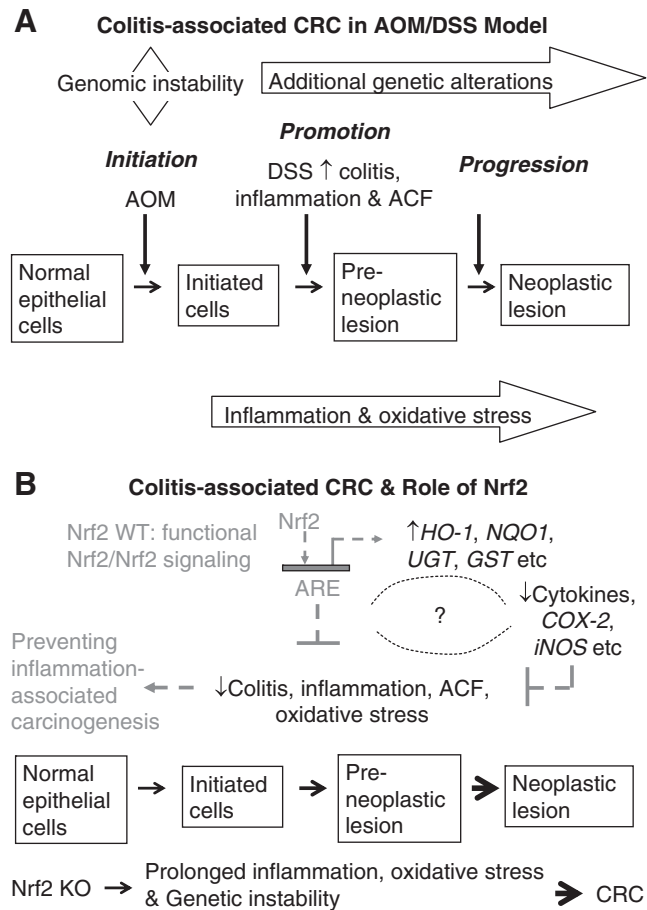 A
Colitis-associated CRC in AOM/DSS Model
Genomic instability
Additional genetic alterations
Initiation
AOM
Promotion
DSS ↑ colitis,
inflammation & ACF
Progression
Normal
epithelial
cells
Initiated
cells
Pre-
neoplastic
lesion
Neoplastic
lesion
Inflammation & oxidative stress
B
Colitis-associated CRC & Role of Nrf2
Nrf2 WT: functional
Nrf2/Nrf2 signaling
Nrf2
ARE
↑HO-1, NQO1,
UGT, GST etc
?
↓Cytokines,
COX-2,
iNOS etc
Preventing
inflammation-
associated
carcinogenesis
↓Colitis, inflammation, ACF,
oxidative stress
Normal
epithelial
cells
Initiated
cells
Pre-
neoplastic
lesion
Neoplastic
lesion
Nrf2 KO
Prolonged inflammation, oxidative stress
& Genetic instability
CRC